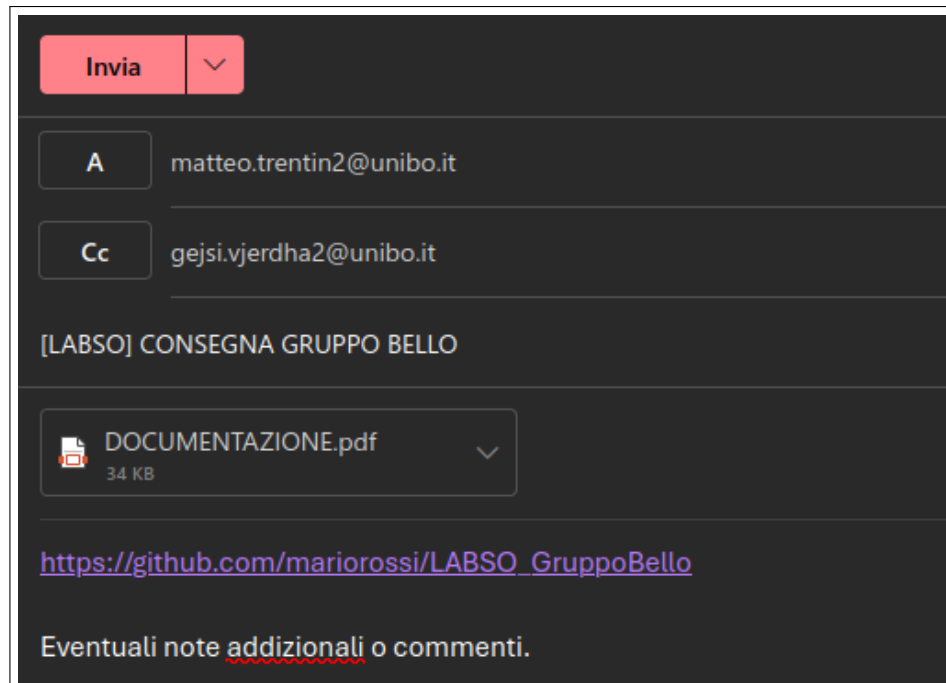 Invia
A
matteo.trentin2@unibo.it
Cc
gejsi.vjerdha2@unibo.it
[LABSO] CONSEGNA GRUPPO BELLO
DOCUMENTAZIONE.pdf
34 KB
https://github.com/mariorossi/LABSO_GruppoBello
Eventuali note addizionali o commenti.